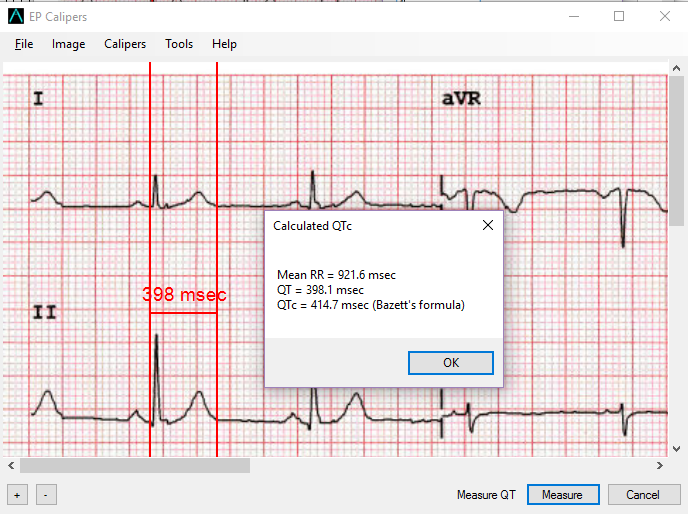 EP Calipers
File Image Calipers Tools Help
I
aVR
Calculated QTc
Mean RR = 921.6 msec
QT = 398.1 msec
QTc = 414.7 msec (Bazett's formula)
398 msec
II
OK
+ - Measure QT Measure Cancel